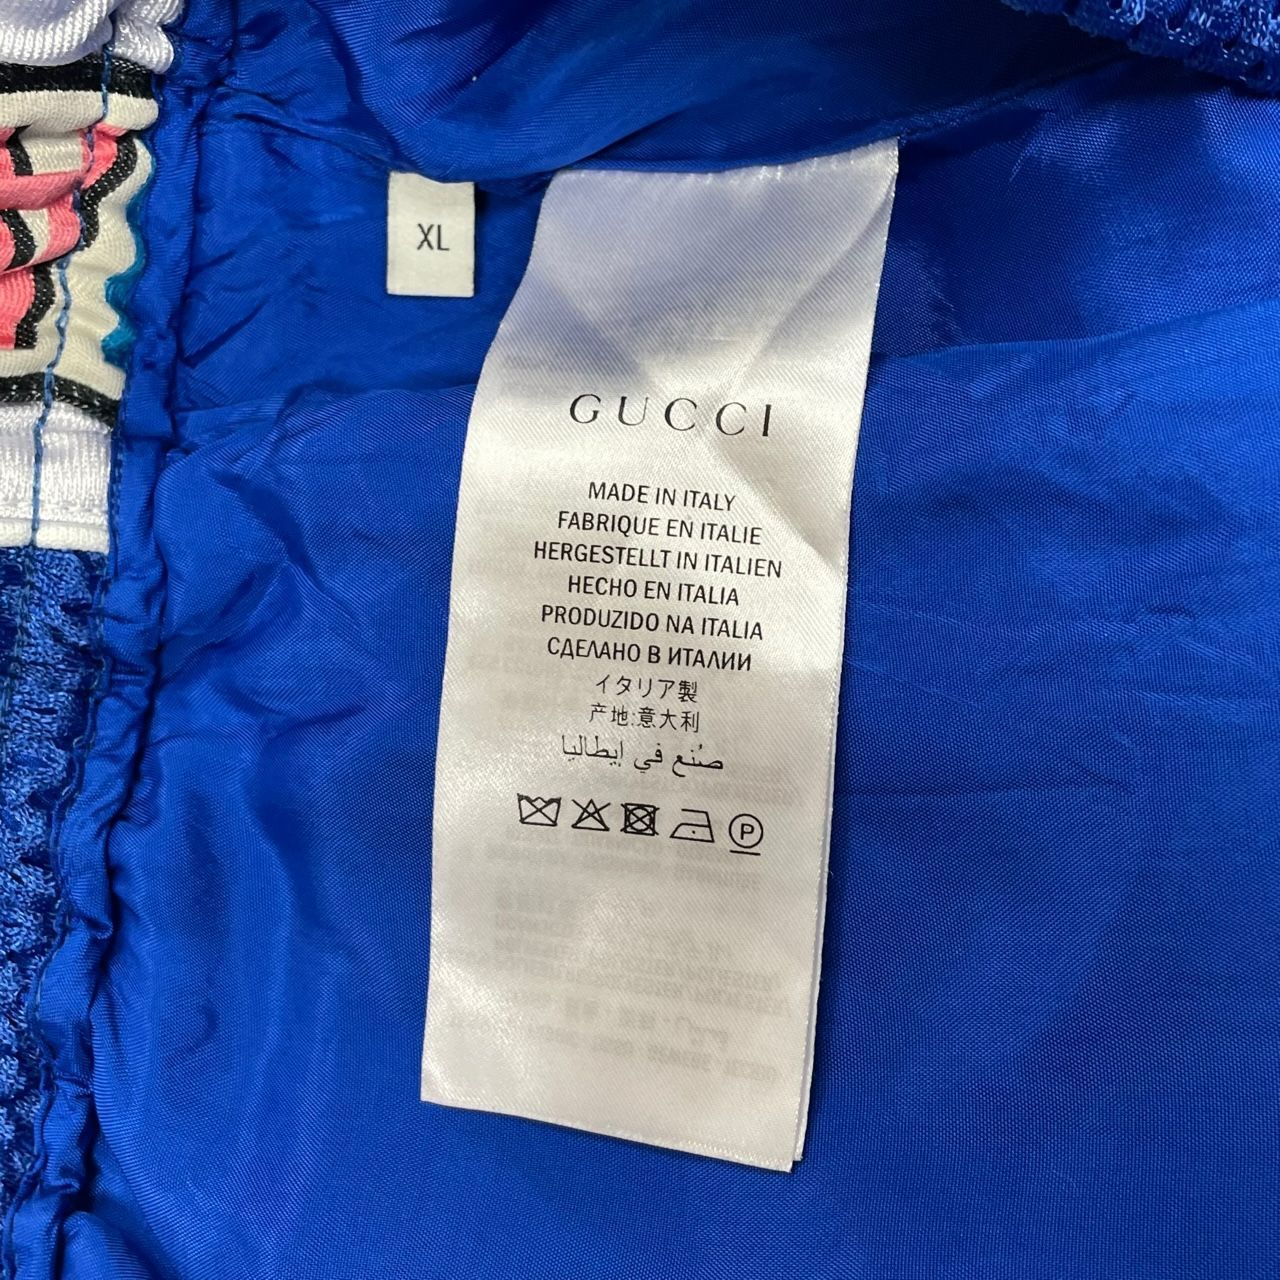 XL
GUCCI
MADE IN ITALY
FABRIQUE EN ITALIE
HERGESTELLT IN ITALIEN
HECHO EN ITALIA
PRODUZIDO NA ITALIA
СДЕЛАНО В ИТАЛИИ
イタリア製
产地:意大利
صُنع في إيطاليا
P